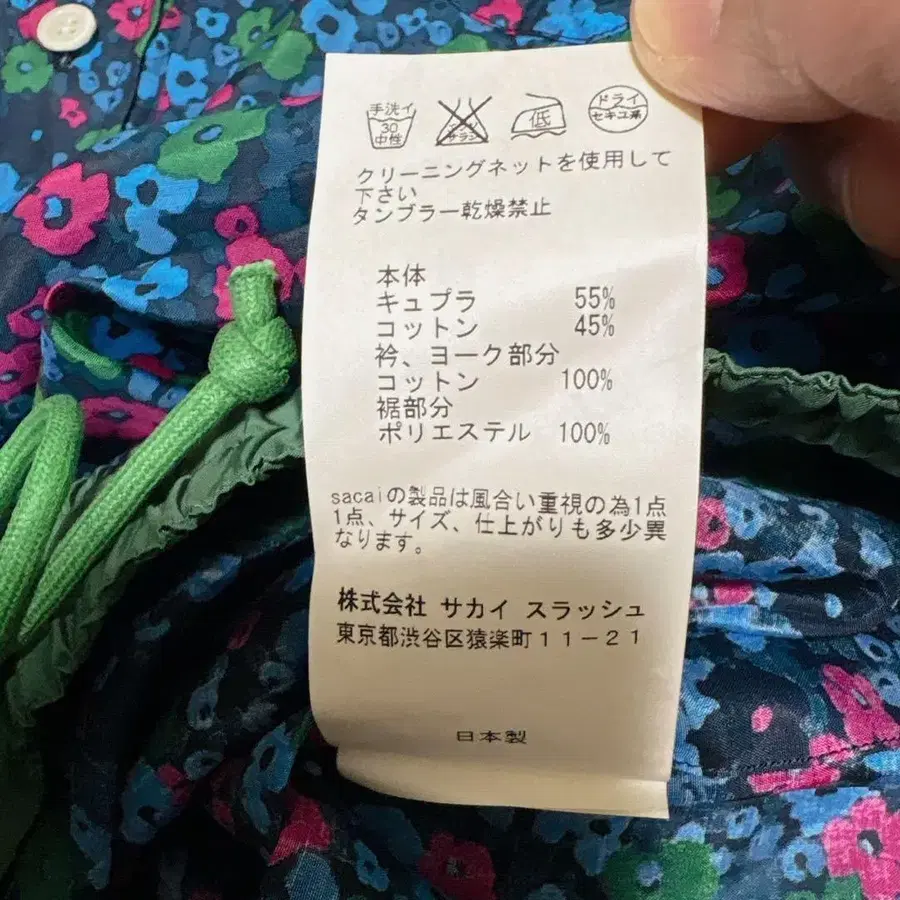 手洗イ
30
中性
サラシ
低
ドライ
セキユ系
クリーニングネットを使用して
下さい
タンブラー乾燥禁止
本体
キュプラ 55%
コットン 45%
衿、ヨーク部分
コットン 100%
裾部分
ポリエステル 100%
sacaiの製品は風合い重視の為1点
1点、サイズ、仕上がりも多少異
なります。
株式会社 サカイ スラッシュ
東京都渋谷区猿楽町11-21
日本製